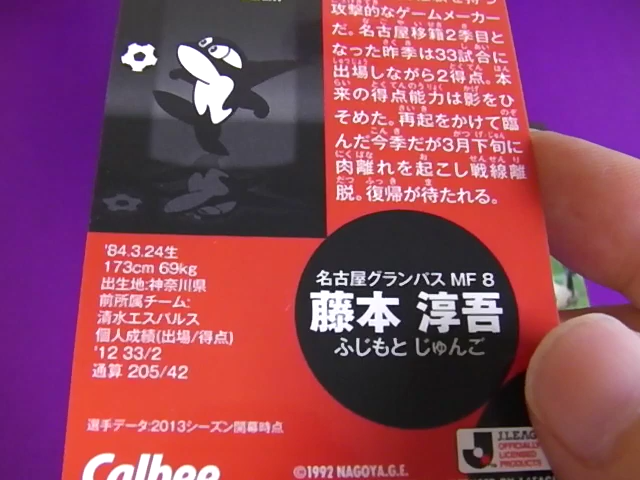 攻撃的なゲームメーカー
だ。名古屋移籍2季目と
なった昨季は33試合に
出場しながら2得点。本
来の得点能力は影をひ
そめた。再起をかけて臨
んだ今季だが3月下旬に
肉離れを起こし戦線離
脱。復帰が待たれる。
'84.3.24生
173cm 69kg
出生地:神奈川県
前所属チーム:
清水エスパルス
個人成績(出場/得点)
'12 33/2
通算 205/42
名古屋グランパス MF 8
藤本 淳吾
ふじもと じゅんご
選手データ:2013シーズン開幕時点
Calbee
©1992 NAGOYA.G.E.
J.LEAGUE
OFFICIALLY
LICENSED
PRODUCTS